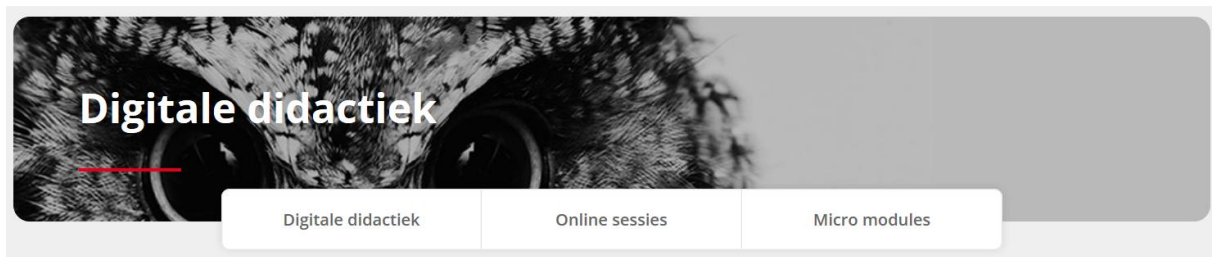 Digitale didactiek
Digitale didactiek
Online sessies
Micro modules